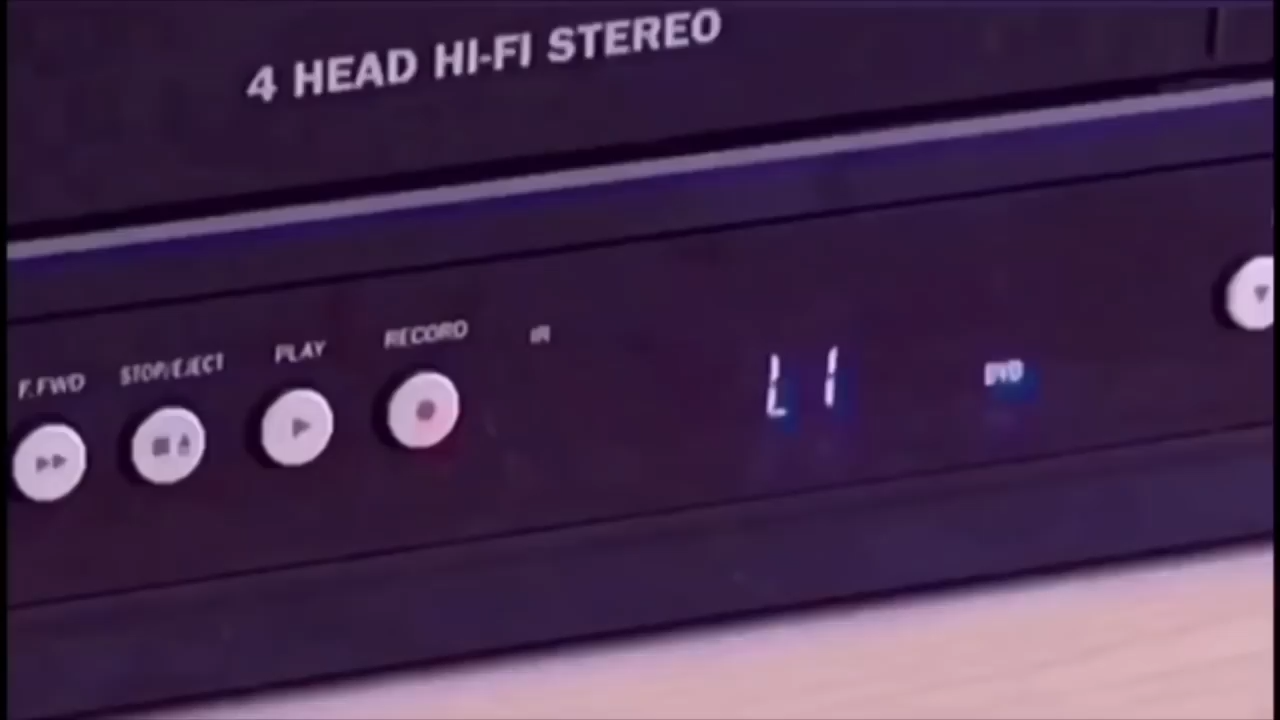 4 HEAD HI-FI STEREO
F.FWD
STOP/EJECT
PLAY
RECORD
IR
L1
DVD